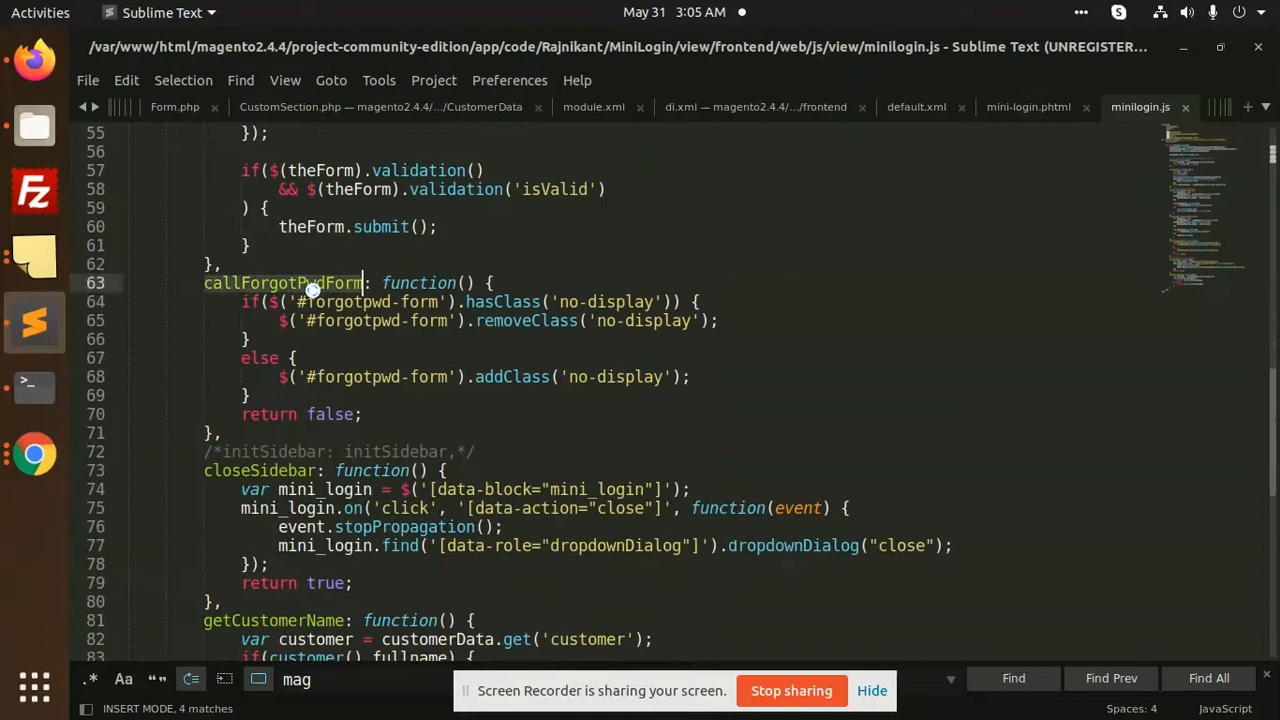 Activities Sublime Text May 31 3:05 AM
/var/www/html/magento2.4.4/project-community-edition/app/code/Rajnikant/MiniLogin/view/frontend/web/js/view/minilogin.js - Sublime Text (UNREGISTER...
File Edit Selection Find View Goto Tools Project Preferences Help
Form.php CustomSection.php — magento2.4.4/.../CustomerData module.xml di.xml — magento2.4.4/.../frontend default.xml mini-login.phtml minilogin.js
55 });
56
57 if($(theForm).validation()
58 && $(theForm).validation('isValid')
59 ) {
60 theForm.submit();
61 }
62 },
63 callForgotPwdForm: function() {
64 if($('#forgotpwd-form').hasClass('no-display')) {
65 $('#forgotpwd-form').removeClass('no-display');
66 }
67 else {
68 $('#forgotpwd-form').addClass('no-display');
69 }
70 return false;
71 },
72 /*initSidebar: initSidebar,*/
73 closeSidebar: function() {
74 var mini_login = $('[data-block="mini_login"]');
75 mini_login.on('click', '[data-action="close"]', function(event) {
76 event.stopPropagation();
77 mini_login.find('[data-role="dropdownDialog"]').dropdownDialog("close");
78 });
79 return true;
80 },
81 getCustomerName: function() {
82 var customer = customerData.get('customer');
83 if(customer().fullname) {
.* Aa mag Find Find Prev Find All
Screen Recorder is sharing your screen. Stop sharing Hide
INSERT MODE, 4 matches Spaces: 4 JavaScript